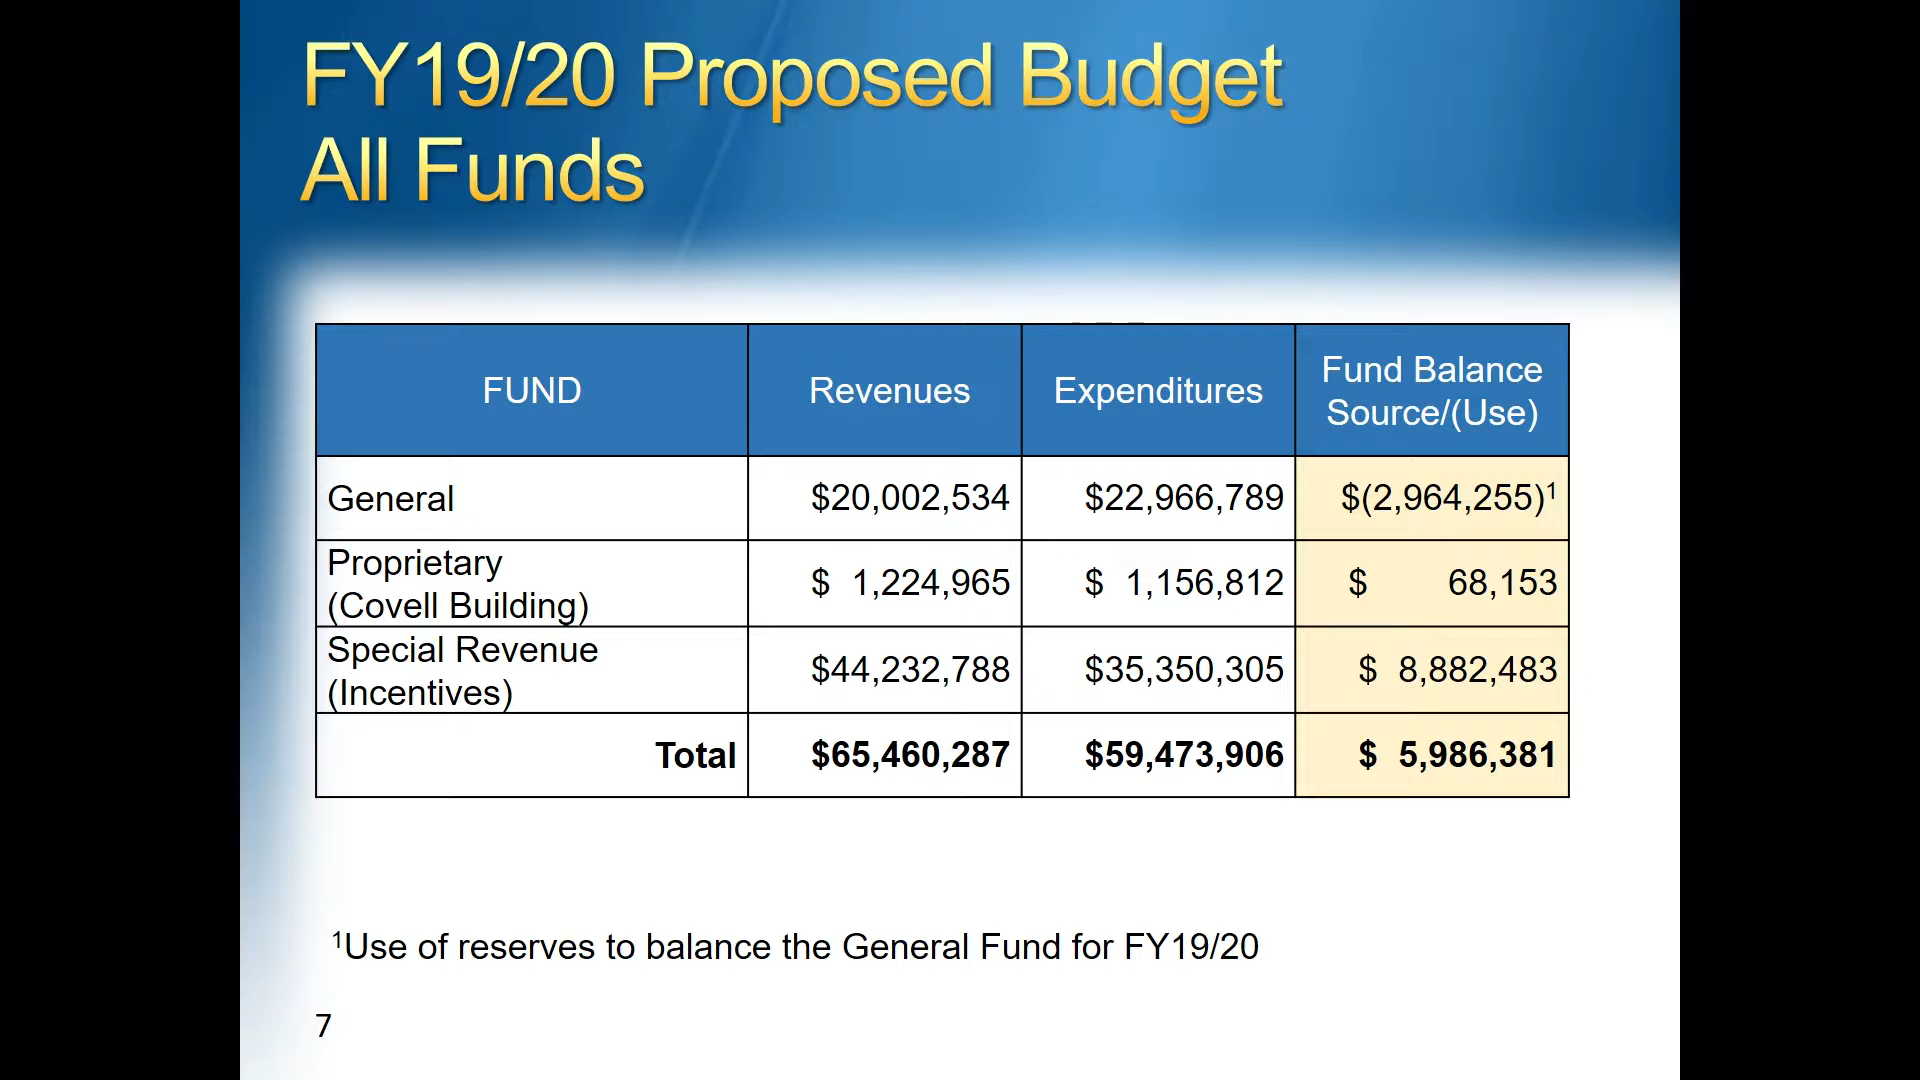 FY19/20 Proposed Budget
All Funds
FUND Revenues Expenditures Fund Balance Source/(Use)
General $20,002,534 $22,966,789 $(2,964,255)¹
Proprietary (Covell Building) $ 1,224,965 $ 1,156,812 $ 68,153
Special Revenue (Incentives) $44,232,788 $35,350,305 $ 8,882,483
Total $65,460,287 $59,473,906 $ 5,986,381
¹Use of reserves to balance the General Fund for FY19/20
7